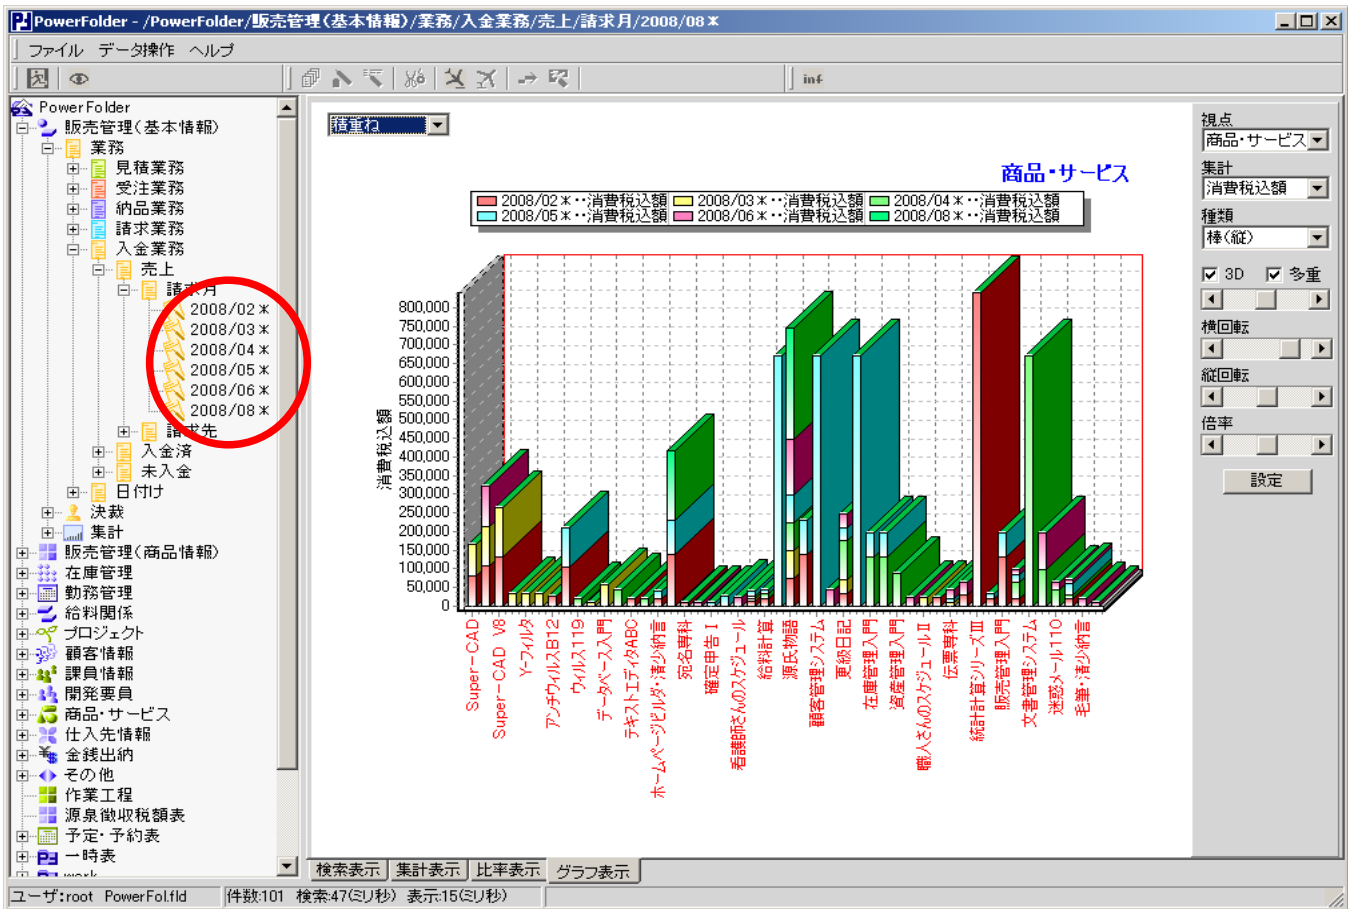 PowerFolder - /PowerFolder/販売管理(基本情報)/業務/入金業務/売上/請求月/2008/08＊
ファイル データ操作 ヘルプ
inf
PowerFolder
販売管理(基本情報)
業務
見積業務
受注業務
納品業務
請求業務
入金業務
売上
請求月
2008/02＊
2008/03＊
2008/04＊
2008/05＊
2008/06＊
2008/08＊
請求先
入金済
未入金
日付け
決裁
集計
販売管理(商品情報)
在庫管理
勤務管理
給料関係
プロジェクト
顧客情報
課員情報
開発要員
商品・サービス
仕入先情報
金銭出納
その他
作業工程
源泉徴収税額表
予定・予約表
一時表
work
積重ね
商品・サービス
2008/02＊・・消費税込額 2008/03＊・・消費税込額 2008/04＊・・消費税込額
2008/05＊・・消費税込額 2008/06＊・・消費税込額 2008/08＊・・消費税込額
消費税込額
800,000
750,000
700,000
650,000
600,000
550,000
500,000
450,000
400,000
350,000
300,000
250,000
200,000
150,000
100,000
50,000
0
Super-CAD
Super-CAD V8
Y-フィルタ
アンチウィルスB12
ウィルス119
データベース入門
テキストエディタABC
ホームページビルダ・清少納言
宛名専科
確定申告Ⅰ
看護師さんのスケジュール
給料計算
源氏物語
顧客管理システム
更級日記
在庫管理入門
資産管理入門
職人さんのスケジュールⅡ
伝票専科
統計計算シリーズⅢ
販売管理入門
文書管理システム
迷惑メール110
毛筆・清少納言
視点
商品・サービス
集計
消費税込額
種類
棒(縦)
3D 多重
横回転
縦回転
倍率
設定
検索表示 集計表示 比率表示 グラフ表示
ユーザ:root PowerFol.fld 件数:101 検索:47(ミリ秒) 表示:15(ミリ秒)